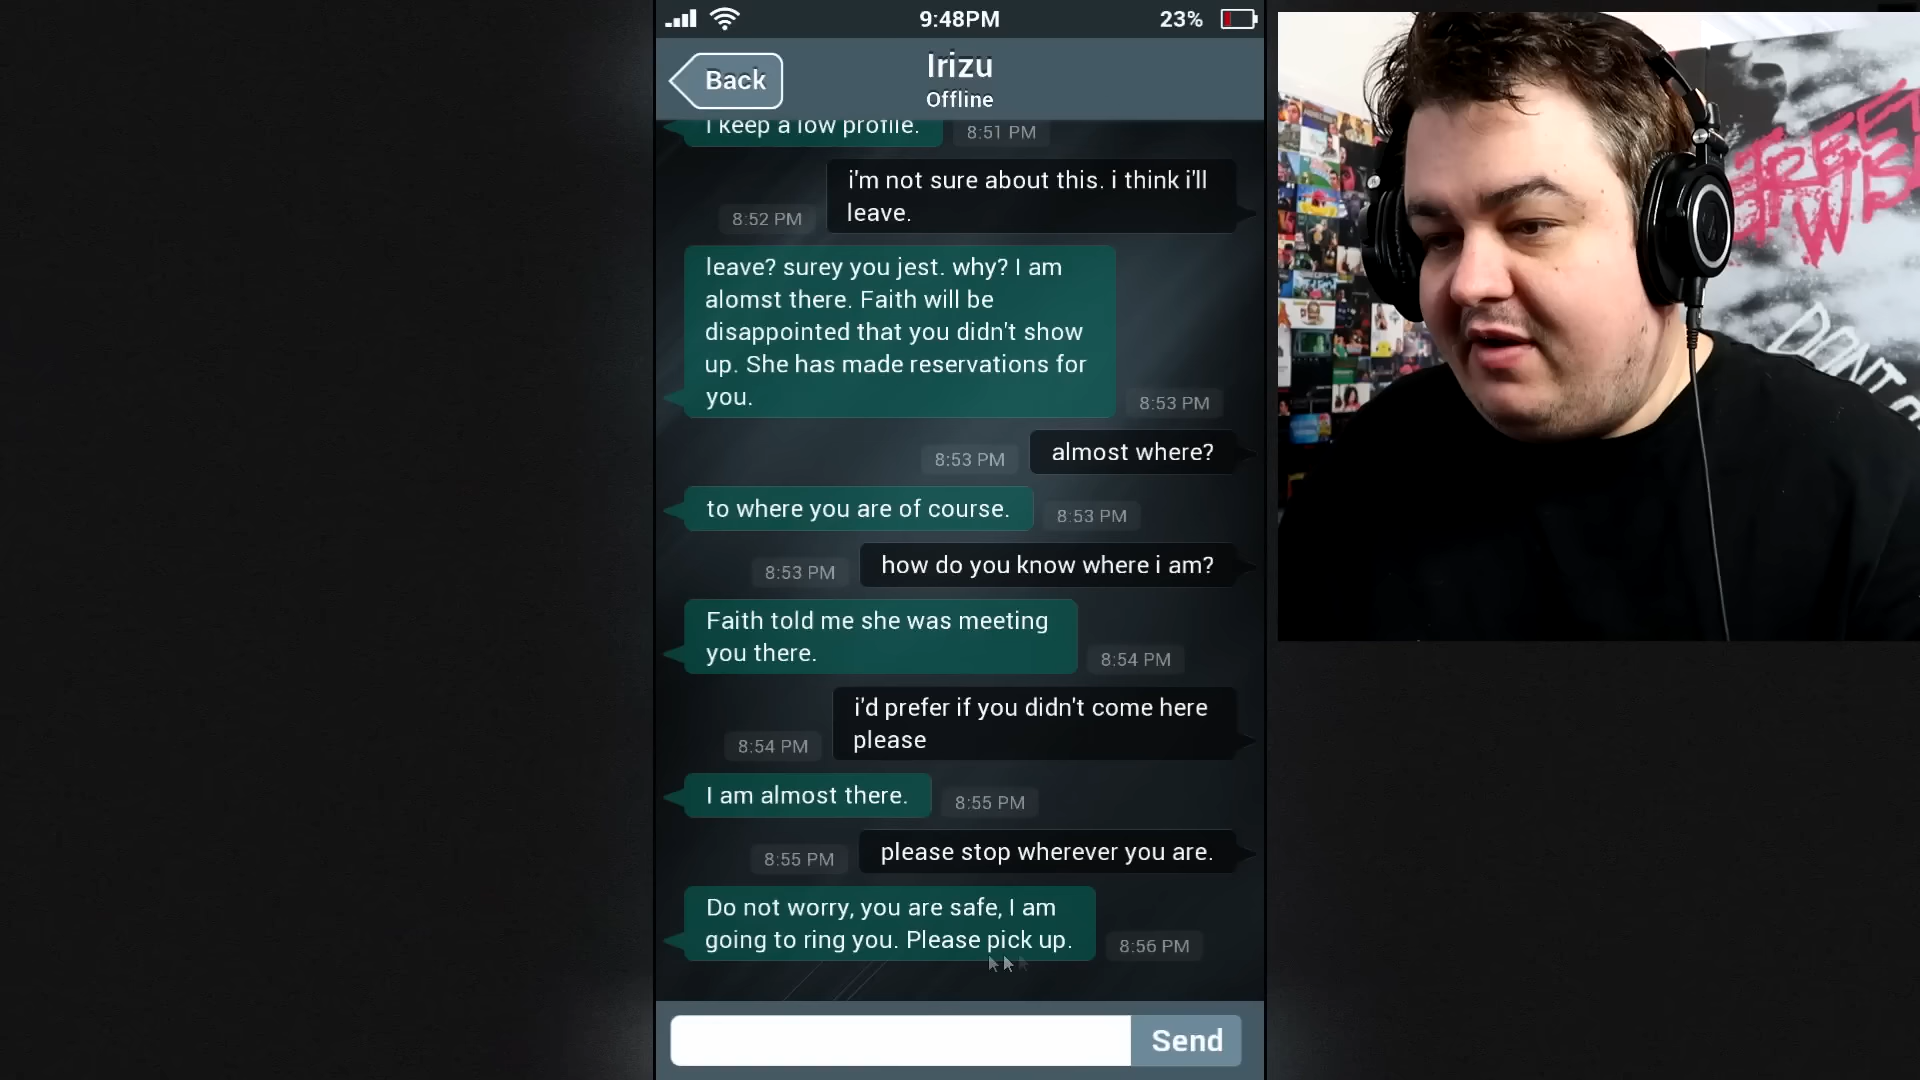 9:48PM
23%
Back
Irizu
Offline
I keep a low profile.
8:51 PM
i'm not sure about this. i think i'll
leave.
8:52 PM
leave? surey you jest. why? I am
alomst there. Faith will be
disappointed that you didn't show
up. She has made reservations for
you.
8:53 PM
almost where?
8:53 PM
to where you are of course.
8:53 PM
how do you know where i am?
8:53 PM
Faith told me she was meeting
you there.
8:54 PM
i'd prefer if you didn't come here
please
8:54 PM
I am almost there.
8:55 PM
please stop wherever you are.
8:55 PM
Do not worry, you are safe, I am
going to ring you. Please pick up.
8:56 PM
Send
DON'T